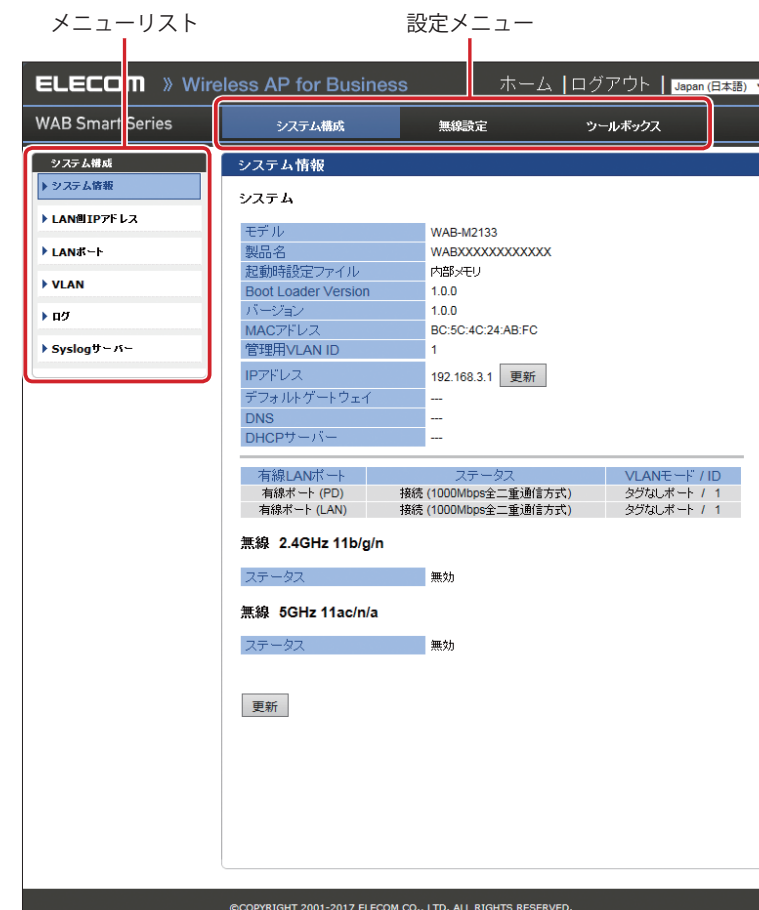 メニューリスト 設定メニュー
ELECOM » Wireless AP for Business ホーム | ログアウト | Japan (日本語)
WAB Smart Series システム構成 無線設定 ツールボックス
システム構成
システム情報
LAN側IPアドレス
LANポート
VLAN
ログ
Syslogサーバー
システム情報
システム
モデル WAB-M2133
製品名 WABXXXXXXXXXXXX
起動時設定ファイル 内部メモリ
Boot Loader Version 1.0.0
バージョン 1.0.0
MACアドレス BC:5C:4C:24:AB:FC
管理用VLAN ID 1
IPアドレス 192.168.3.1 更新
デフォルトゲートウェイ ---
DNS ---
DHCPサーバー ---
有線LANポート ステータス VLANモード / ID
有線ポート (PD) 接続 (1000Mbps全二重通信方式) タグなしポート / 1
有線ポート (LAN) 接続 (1000Mbps全二重通信方式) タグなしポート / 1
無線 2.4GHz 11b/g/n
ステータス 無効
無線 5GHz 11ac/n/a
ステータス 無効
更新
©COPYRIGHT 2001-2017 ELECOM CO., LTD. ALL RIGHTS RESERVED.